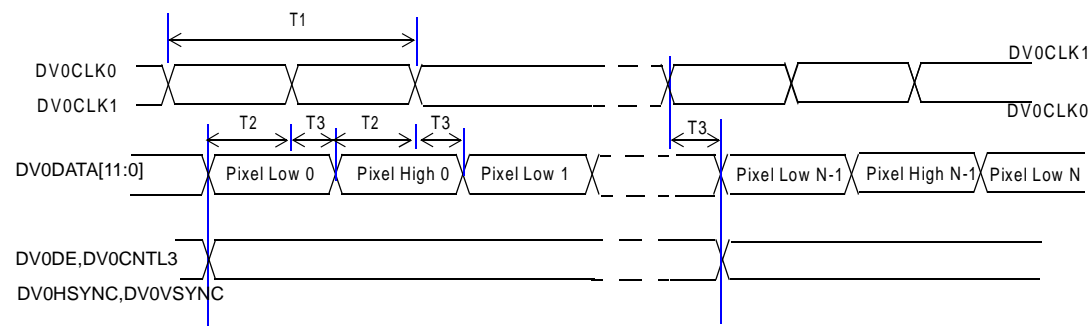 T1
DV0CLK0
DV0CLK1
DV0CLK1
DV0CLK0
T2
T3
T2
T3
T3
DV0DATA[11:0]
Pixel Low 0
Pixel High 0
Pixel Low 1
Pixel Low N-1
Pixel High N-1
Pixel Low N
DV0DE,DV0CNTL3
DV0HSYNC,DV0VSYNC